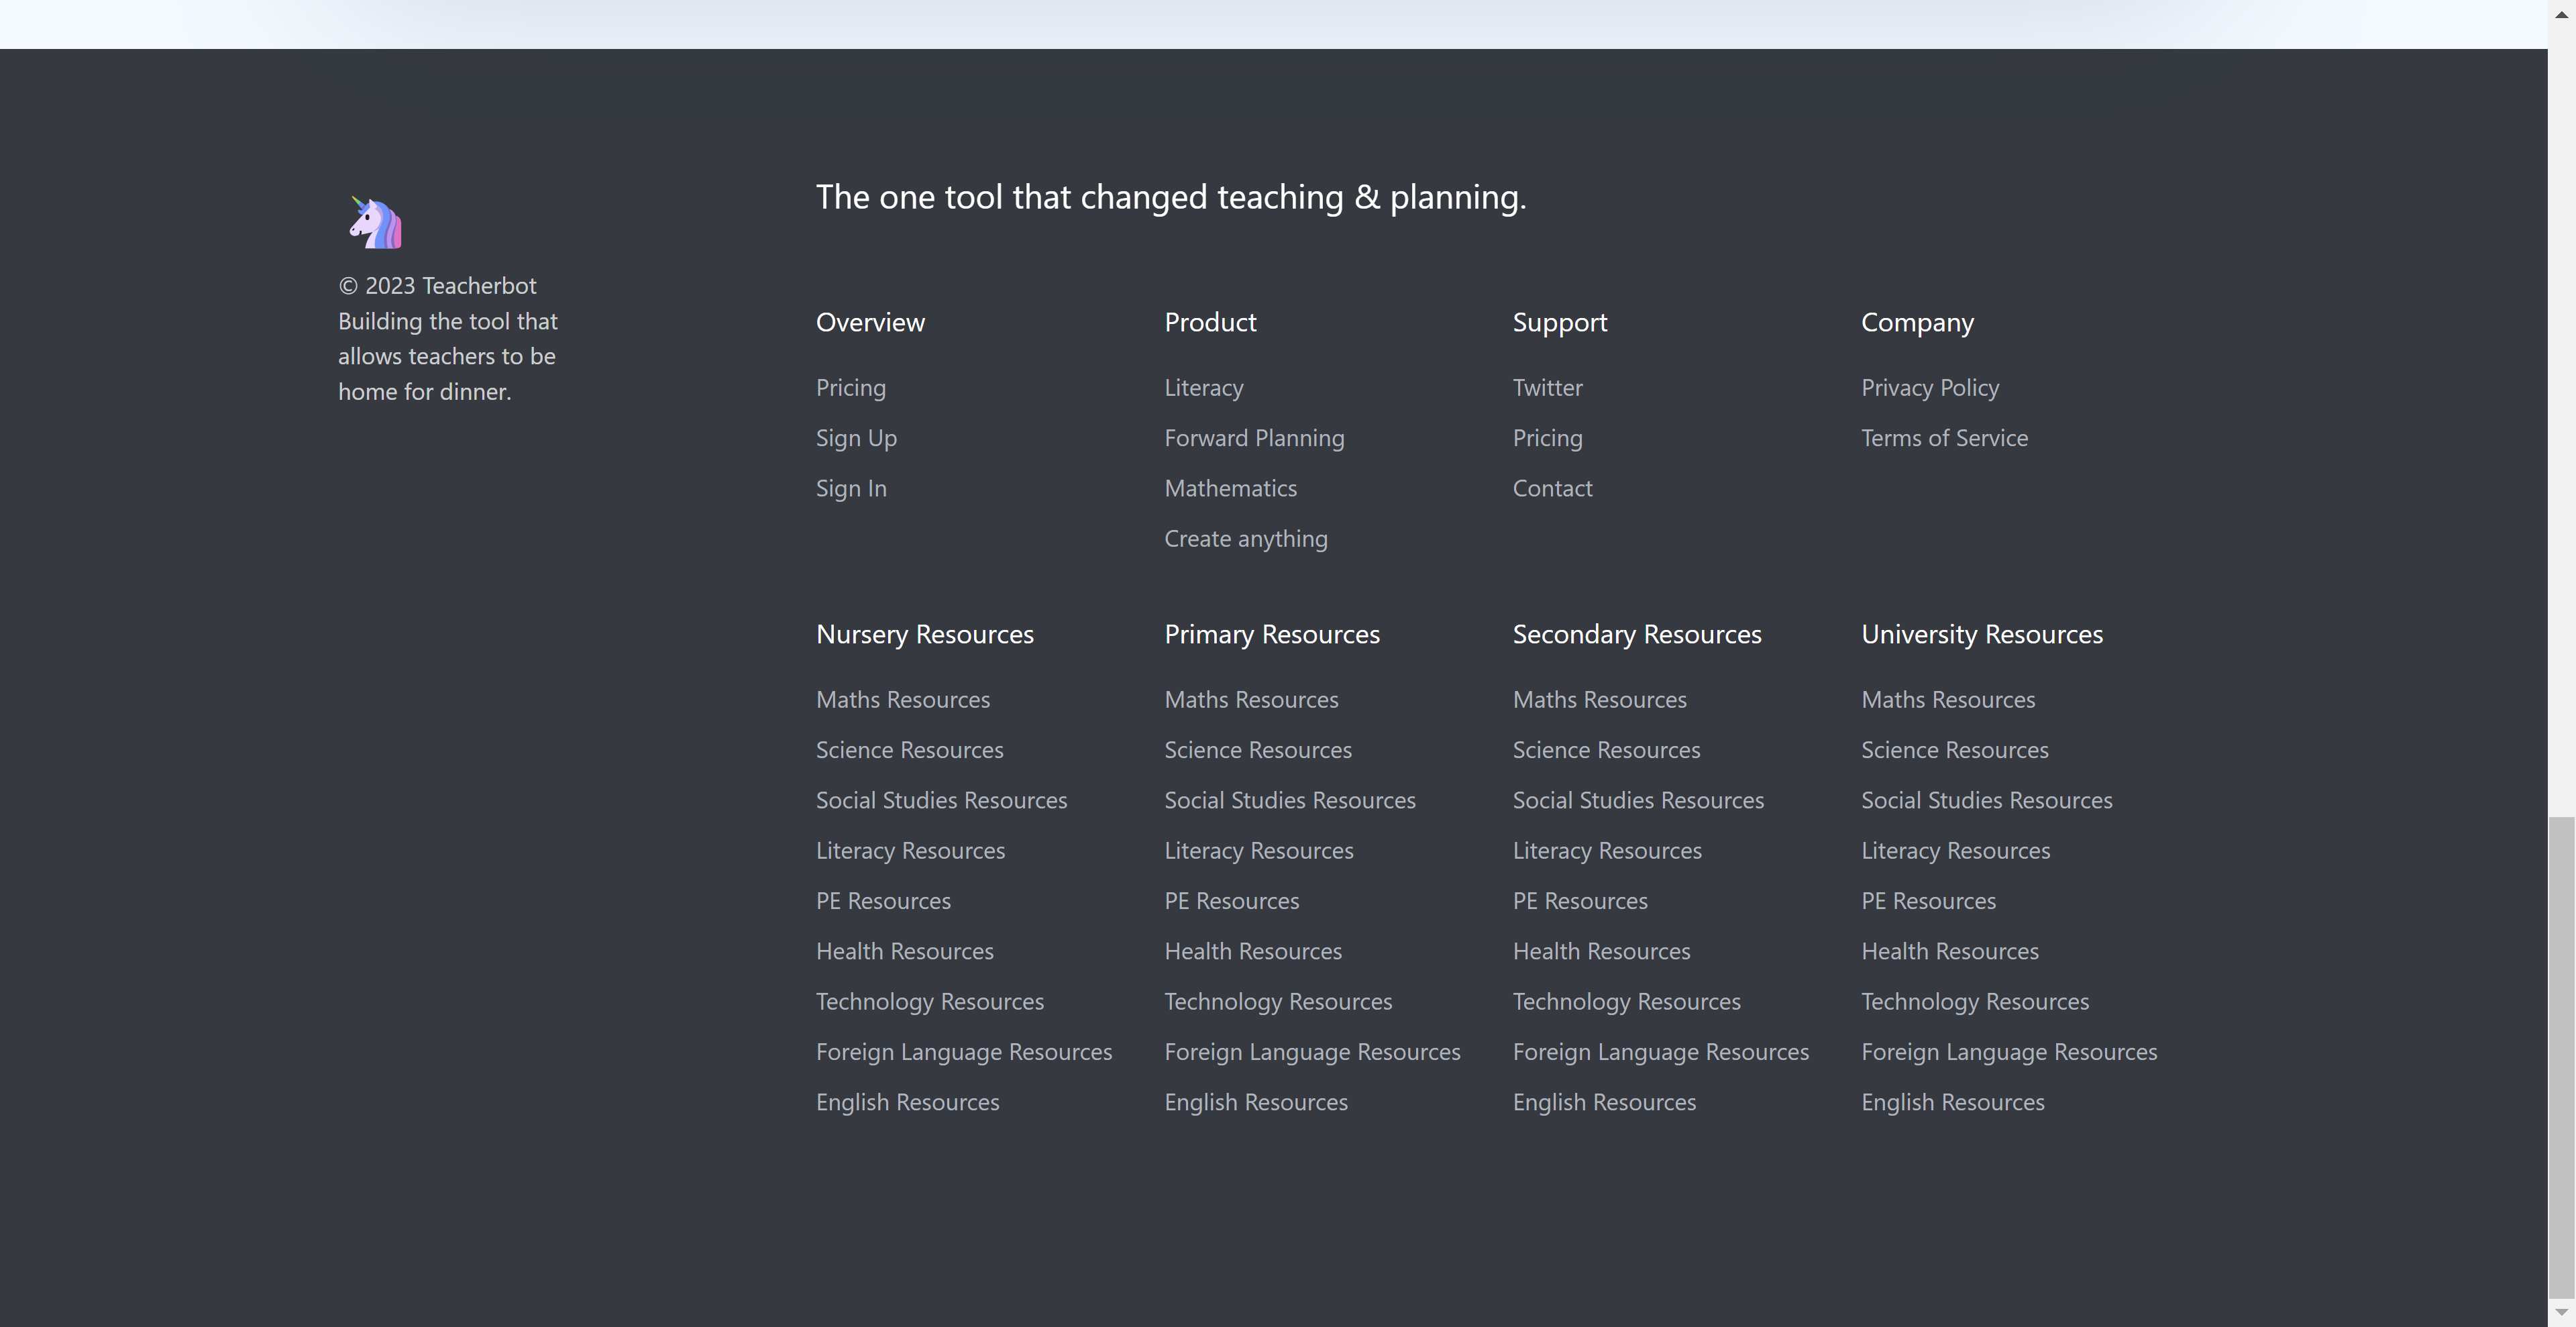 The one tool that changed teaching & planning.
© 2023 Teacherbot
Building the tool that
allows teachers to be
home for dinner.
Overview
Pricing
Sign Up
Sign In
Product
Literacy
Forward Planning
Mathematics
Create anything
Support
Twitter
Pricing
Contact
Company
Privacy Policy
Terms of Service
Nursery Resources
Maths Resources
Science Resources
Social Studies Resources
Literacy Resources
PE Resources
Health Resources
Technology Resources
Foreign Language Resources
English Resources
Primary Resources
Maths Resources
Science Resources
Social Studies Resources
Literacy Resources
PE Resources
Health Resources
Technology Resources
Foreign Language Resources
English Resources
Secondary Resources
Maths Resources
Science Resources
Social Studies Resources
Literacy Resources
PE Resources
Health Resources
Technology Resources
Foreign Language Resources
English Resources
University Resources
Maths Resources
Science Resources
Social Studies Resources
Literacy Resources
PE Resources
Health Resources
Technology Resources
Foreign Language Resources
English Resources